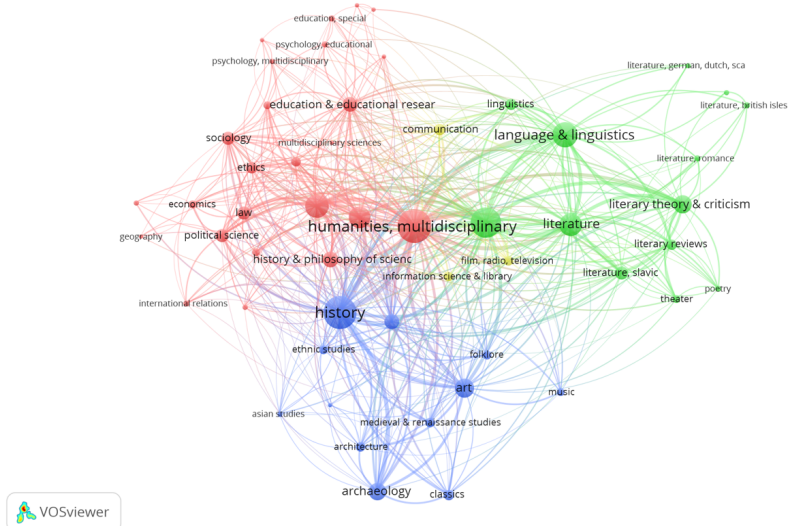 education, special
psychology, educational
psychology, multidisciplinary
literature, german, dutch, sca
education & educational resear
linguistics
literature, british isles
communication
language & linguistics
sociology
multidisciplinary sciences
literature, romance
ethics
economics
literary theory & criticism
law
humanities, multidisciplinary
literature
geography
political science
literary reviews
history & philosophy of scienc
film, radio, television
information science & library
literature, slavic
poetry
international relations
theater
history
ethnic studies
folklore
art
music
asian studies
medieval & renaissance studies
architecture
archaeology
classics
VOSviewer